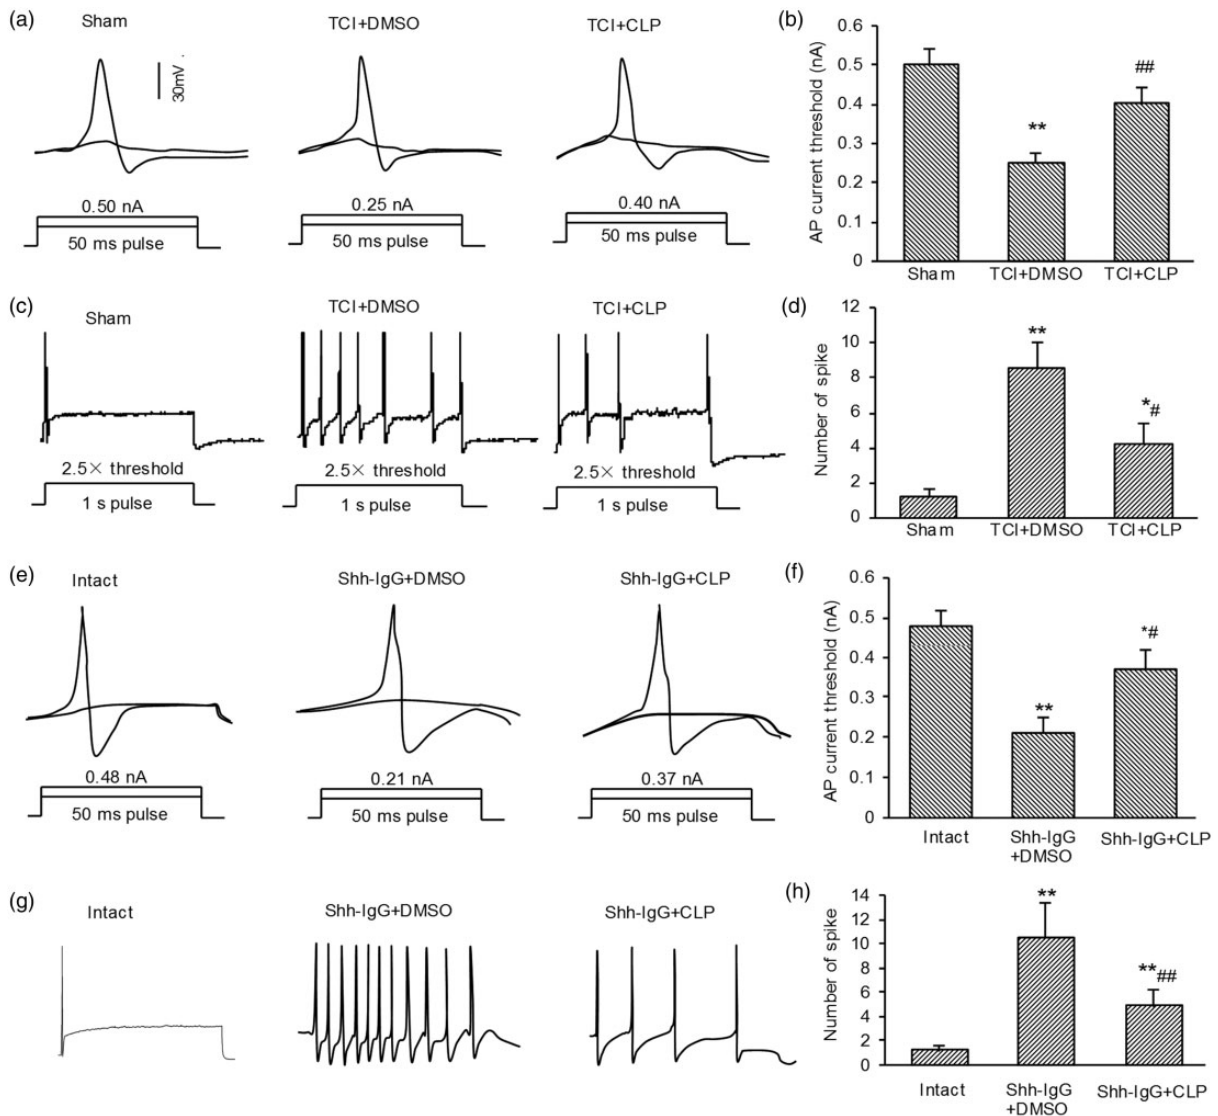 (a)
Sham
TCI+DMSO
TCI+CLP
30mV
0.50 nA
50 ms pulse
0.25 nA
50 ms pulse
0.40 nA
50 ms pulse
(b)
AP current threshold (nA)
0.6
0.5
0.4
0.3
0.2
0.1
0
**
##
Sham
TCI+DMSO
TCI+CLP
(c)
Sham
TCI+DMSO
TCI+CLP
2.5× threshold
1 s pulse
2.5× threshold
1 s pulse
2.5× threshold
1 s pulse
(d)
Number of spike
12
10
8
6
4
2
0
**
*#
Sham
TCI+DMSO
TCI+CLP
(e)
Intact
Shh-IgG+DMSO
Shh-IgG+CLP
0.48 nA
50 ms pulse
0.21 nA
50 ms pulse
0.37 nA
50 ms pulse
(f)
AP current threshold (nA)
0.6
0.5
0.4
0.3
0.2
0.1
0
**
*#
Intact
Shh-IgG
+DMSO
Shh-IgG+CLP
(g)
Intact
Shh-IgG+DMSO
Shh-IgG+CLP
(h)
Number of spike
14
12
10
8
6
4
2
0
**
**##
Intact
Shh-IgG
+DMSO
Shh-IgG+CLP